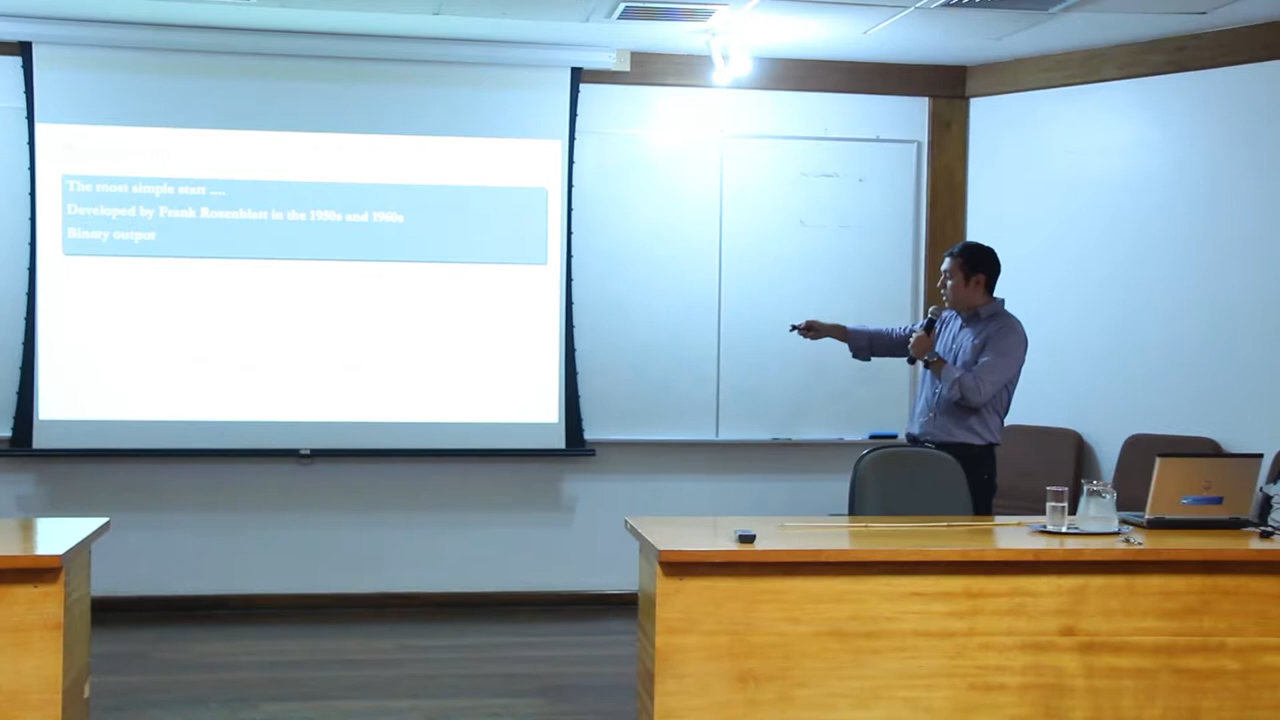 The most simple start ....
Developed by Frank Rosenblatt in the 1950s and 1960s
Binary output